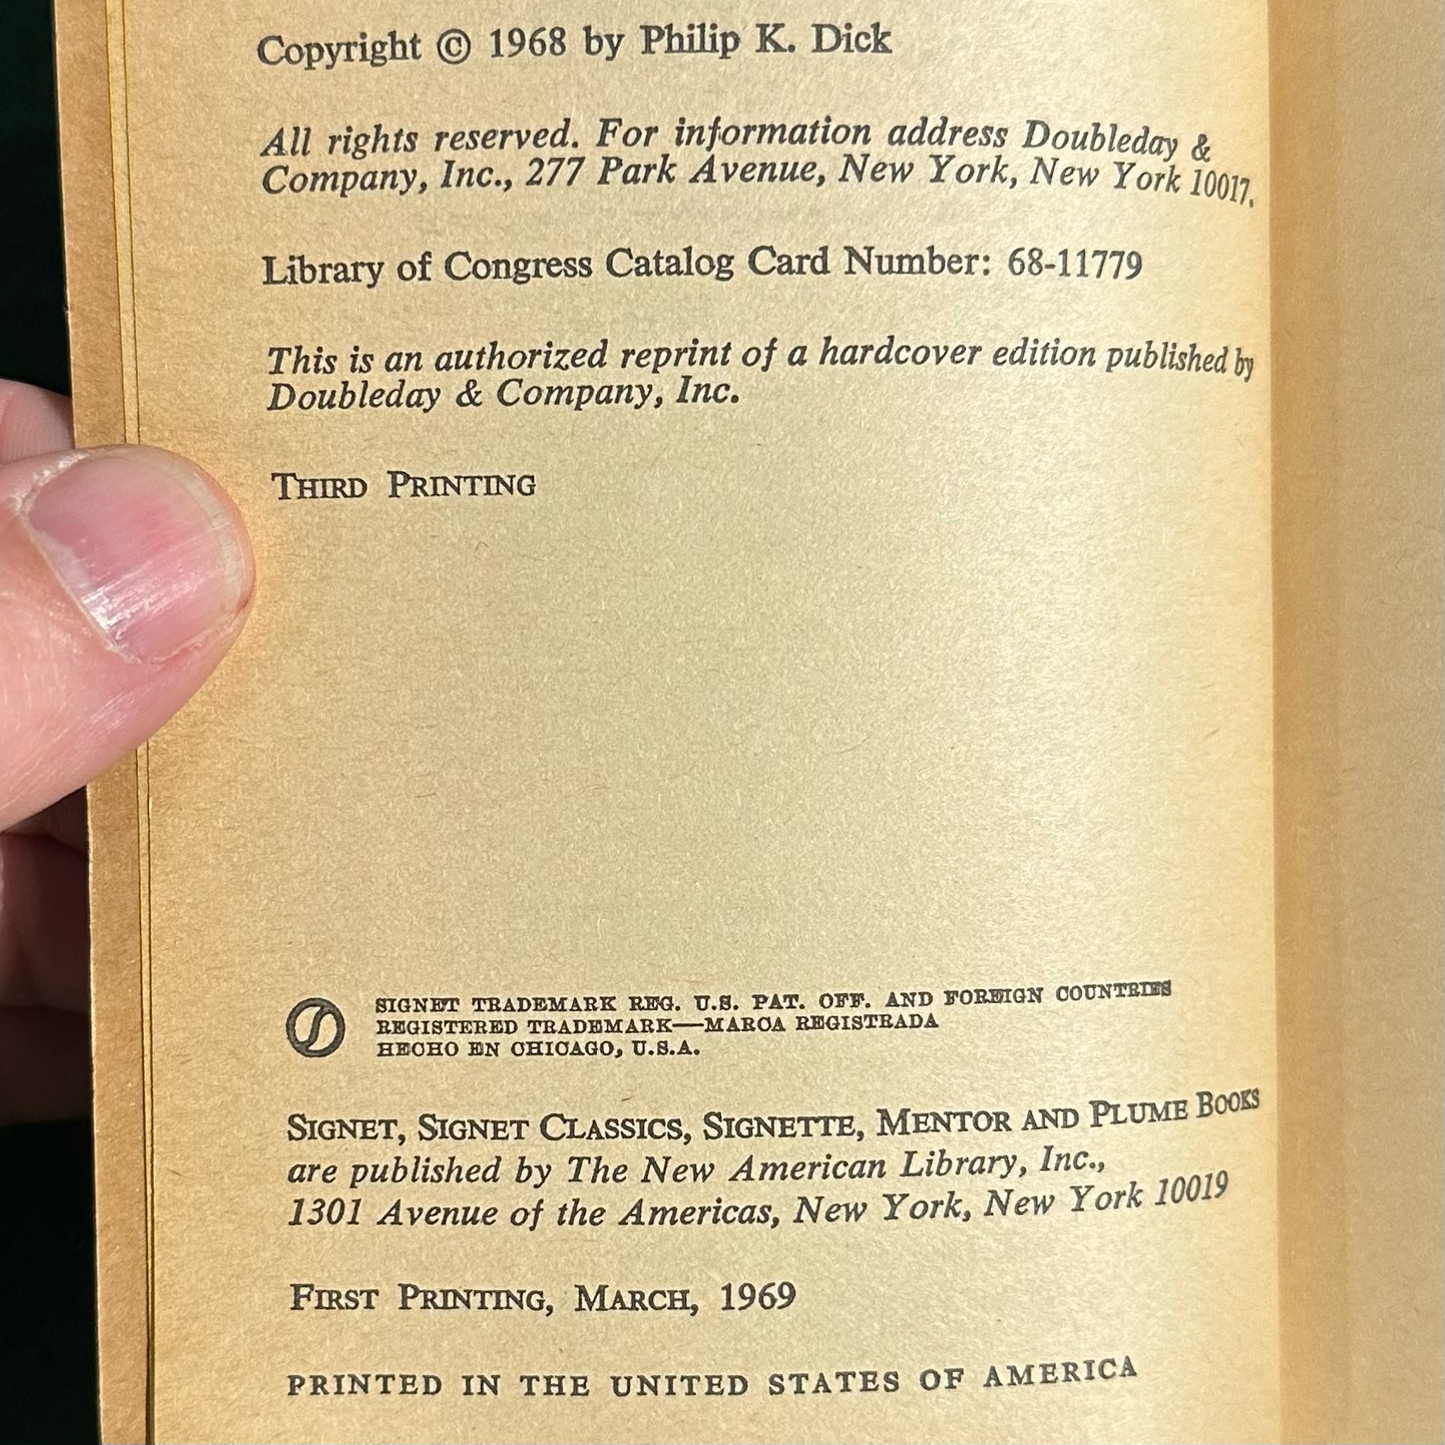 Copyright © 1968 by Philip K. Dick
All rights reserved. For information address Doubleday &
Company, Inc., 277 Park Avenue, New York, New York 10017.
Library of Congress Catalog Card Number: 68-11779
This is an authorized reprint of a hardcover edition published by
Doubleday & Company, Inc.
THIRD PRINTING
SIGNET TRADEMARK REG. U.S. PAT. OFF. AND FOREIGN COUNTRIES
REGISTERED TRADEMARK—MARCA REGISTRADA
HECHO EN CHICAGO, U.S.A.
SIGNET, SIGNET CLASSICS, SIGNETTE, MENTOR AND PLUME BOOKS
are published by The New American Library, Inc.,
1301 Avenue of the Americas, New York, New York 10019
FIRST PRINTING, MARCH, 1969
PRINTED IN THE UNITED STATES OF AMERICA